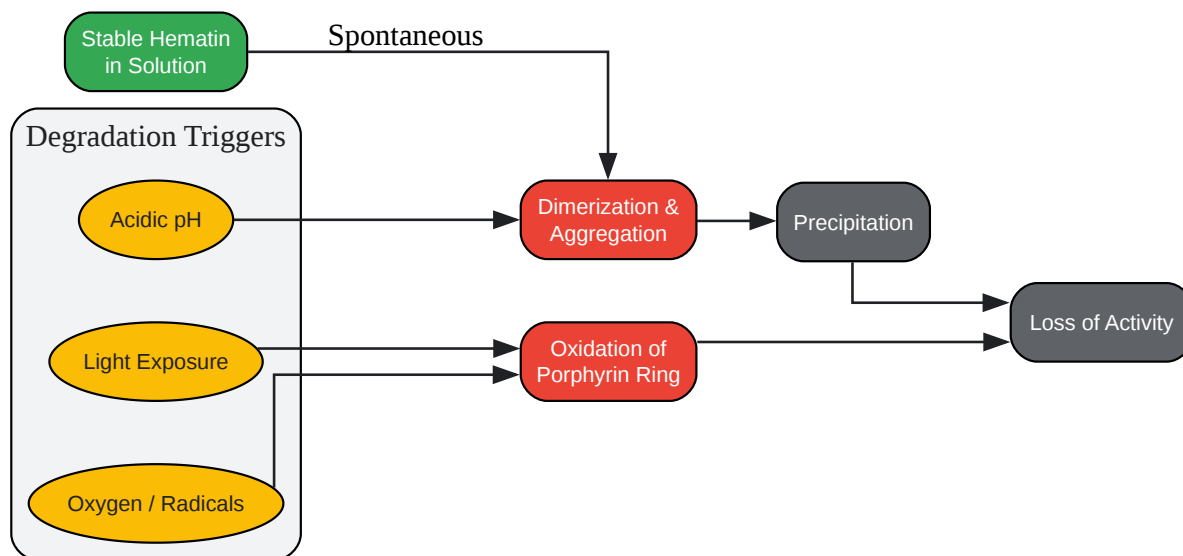 Stable Hematin
in Solution
Spontaneous
Degradation Triggers
Acidic pH
Dimerization &
Aggregation
Precipitation
Light Exposure
Oxidation of
Porphyrin Ring
Loss of Activity
Oxygen / Radicals